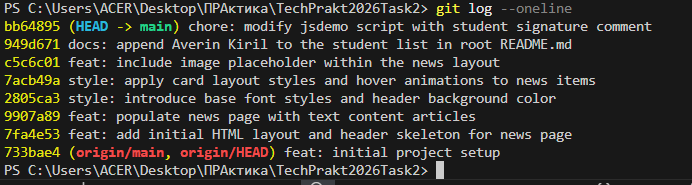 PS C:\Users\ACER\Desktop\ПРАктика\TechPrakt2026Task2> git log --oneline
bb64895 (HEAD -> main) chore: modify jsdemo script with student signature comment
949d671 docs: append Averin Kiril to the student list in root README.md
c5c6c01 feat: include image placeholder within the news layout
7acb49a style: apply card layout styles and hover animations to news items
2805ca3 style: introduce base font styles and header background color
9907a89 feat: populate news page with text content articles
7fa4e53 feat: add initial HTML layout and header skeleton for news page
733bae4 (origin/main, origin/HEAD) feat: initial project setup
PS C:\Users\ACER\Desktop\ПРАктика\TechPrakt2026Task2>